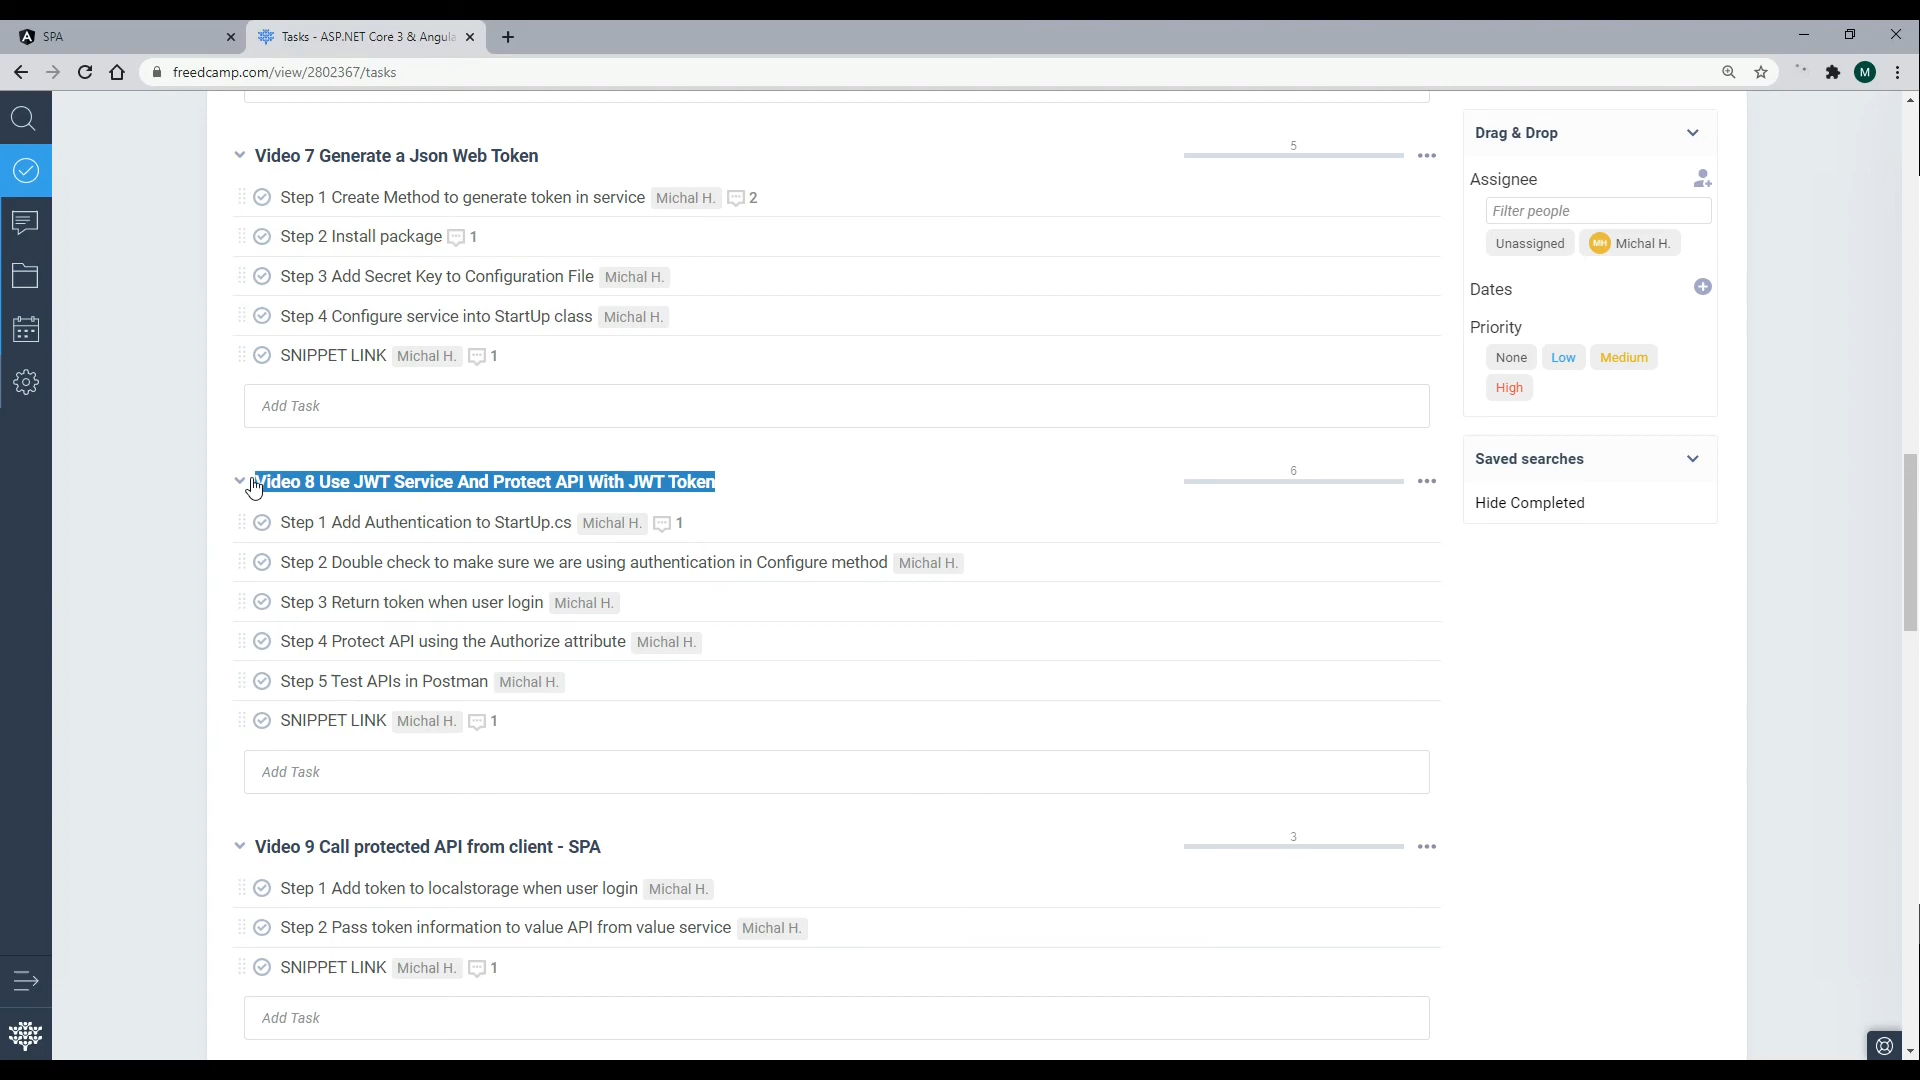 SPA
Tasks - ASP.NET Core 3 & Angula
freedcamp.com/view/2802367/tasks
M
Video 7 Generate a Json Web Token
5
Step 1 Create Method to generate token in service Michal H. 2
Step 2 Install package 1
Step 3 Add Secret Key to Configuration File Michal H.
Step 4 Configure service into StartUp class Michal H.
SNIPPET LINK Michal H. 1
Add Task
Video 8 Use JWT Service And Protect API With JWT Token
6
Step 1 Add Authentication to StartUp.cs Michal H. 1
Step 2 Double check to make sure we are using authentication in Configure method Michal H.
Step 3 Return token when user login Michal H.
Step 4 Protect API using the Authorize attribute Michal H.
Step 5 Test APIs in Postman Michal H.
SNIPPET LINK Michal H. 1
Add Task
Video 9 Call protected API from client - SPA
3
Step 1 Add token to localstorage when user login Michal H.
Step 2 Pass token information to value API from value service Michal H.
SNIPPET LINK Michal H. 1
Add Task
Drag & Drop
Assignee
Filter people
Unassigned MH Michal H.
Dates
Priority
None Low Medium
High
Saved searches
Hide Completed